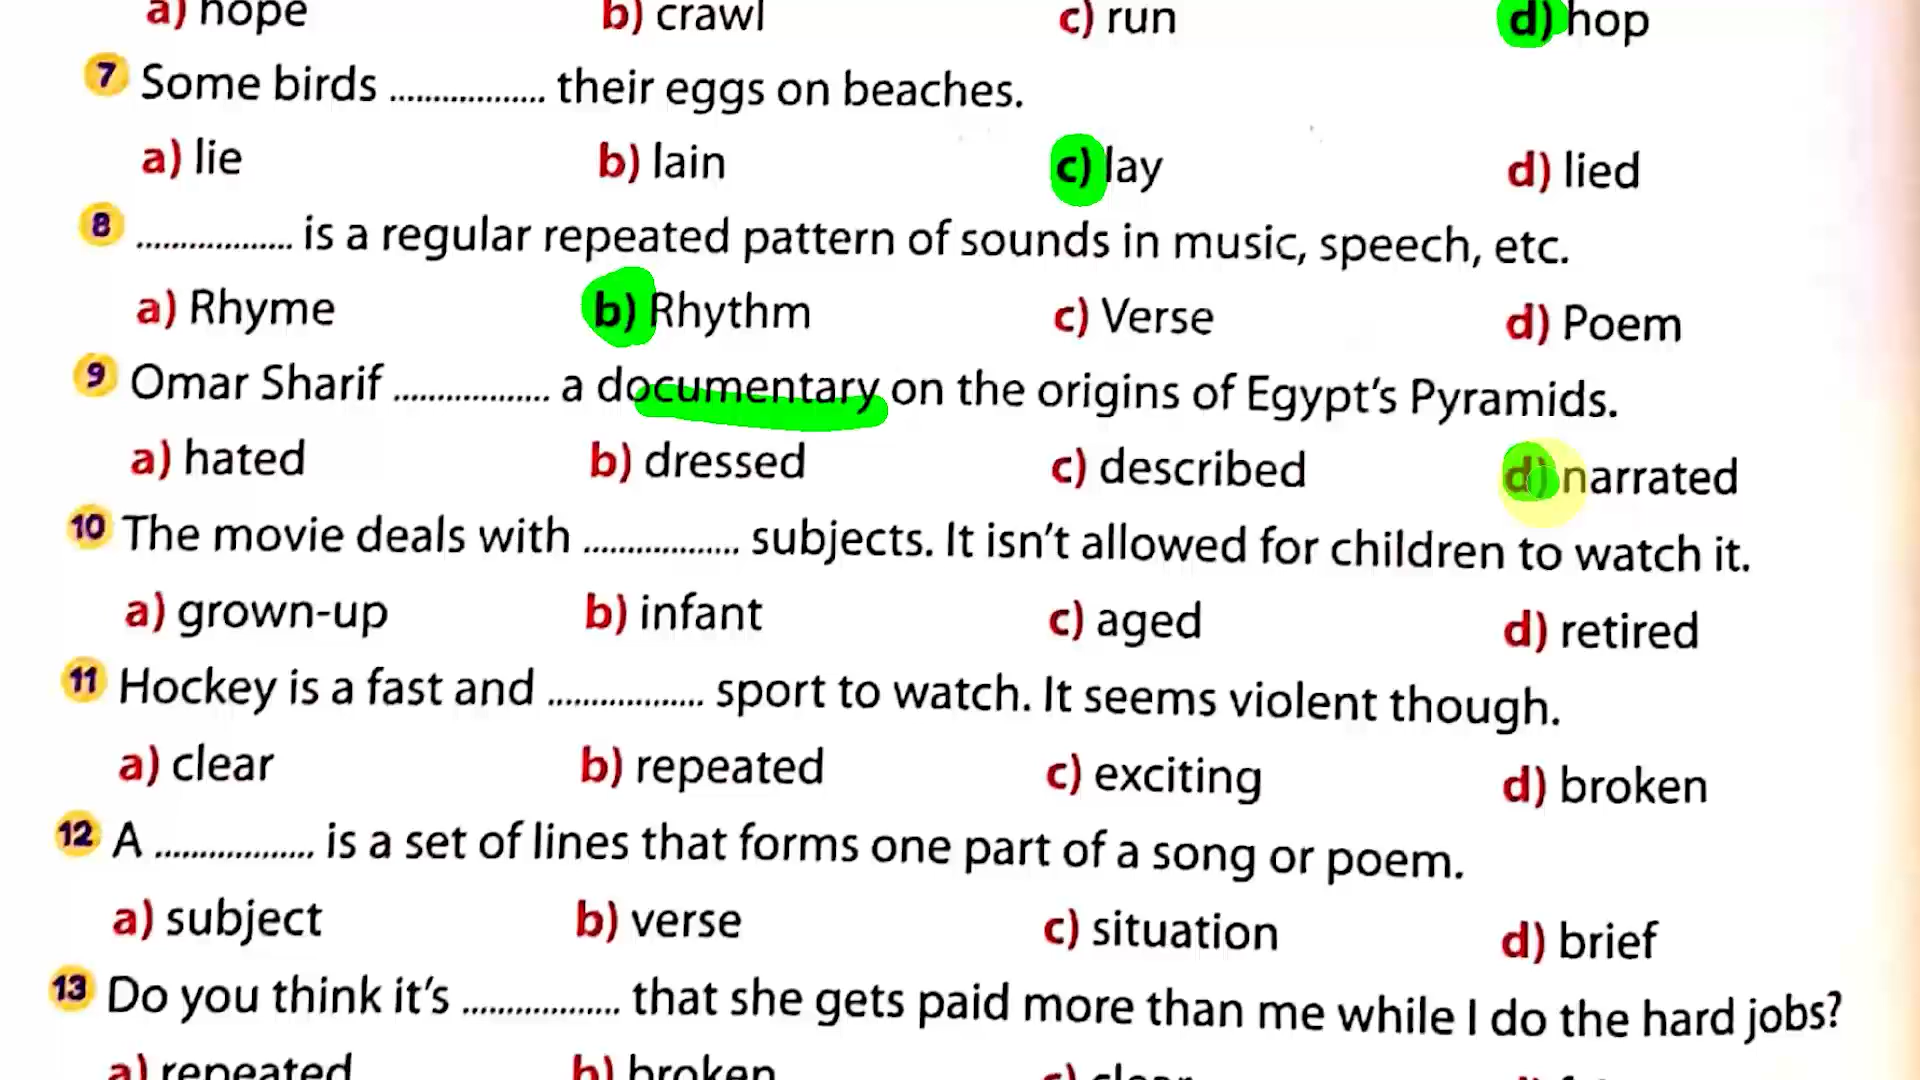 a) hope b) crawl c) run d) hop
7 Some birds .................. their eggs on beaches.
a) lie b) lain c) lay d) lied
8 .................. is a regular repeated pattern of sounds in music, speech, etc.
a) Rhyme b) Rhythm c) Verse d) Poem
9 Omar Sharif .................. a documentary on the origins of Egypt's Pyramids.
a) hated b) dressed c) described d) narrated
10 The movie deals with .................. subjects. It isn't allowed for children to watch it.
a) grown-up b) infant c) aged d) retired
11 Hockey is a fast and .................. sport to watch. It seems violent though.
a) clear b) repeated c) exciting d) broken
12 A .................. is a set of lines that forms one part of a song or poem.
a) subject b) verse c) situation d) brief
13 Do you think it's .................. that she gets paid more than me while I do the hard jobs?
a) repeated b) broken c) clear d)